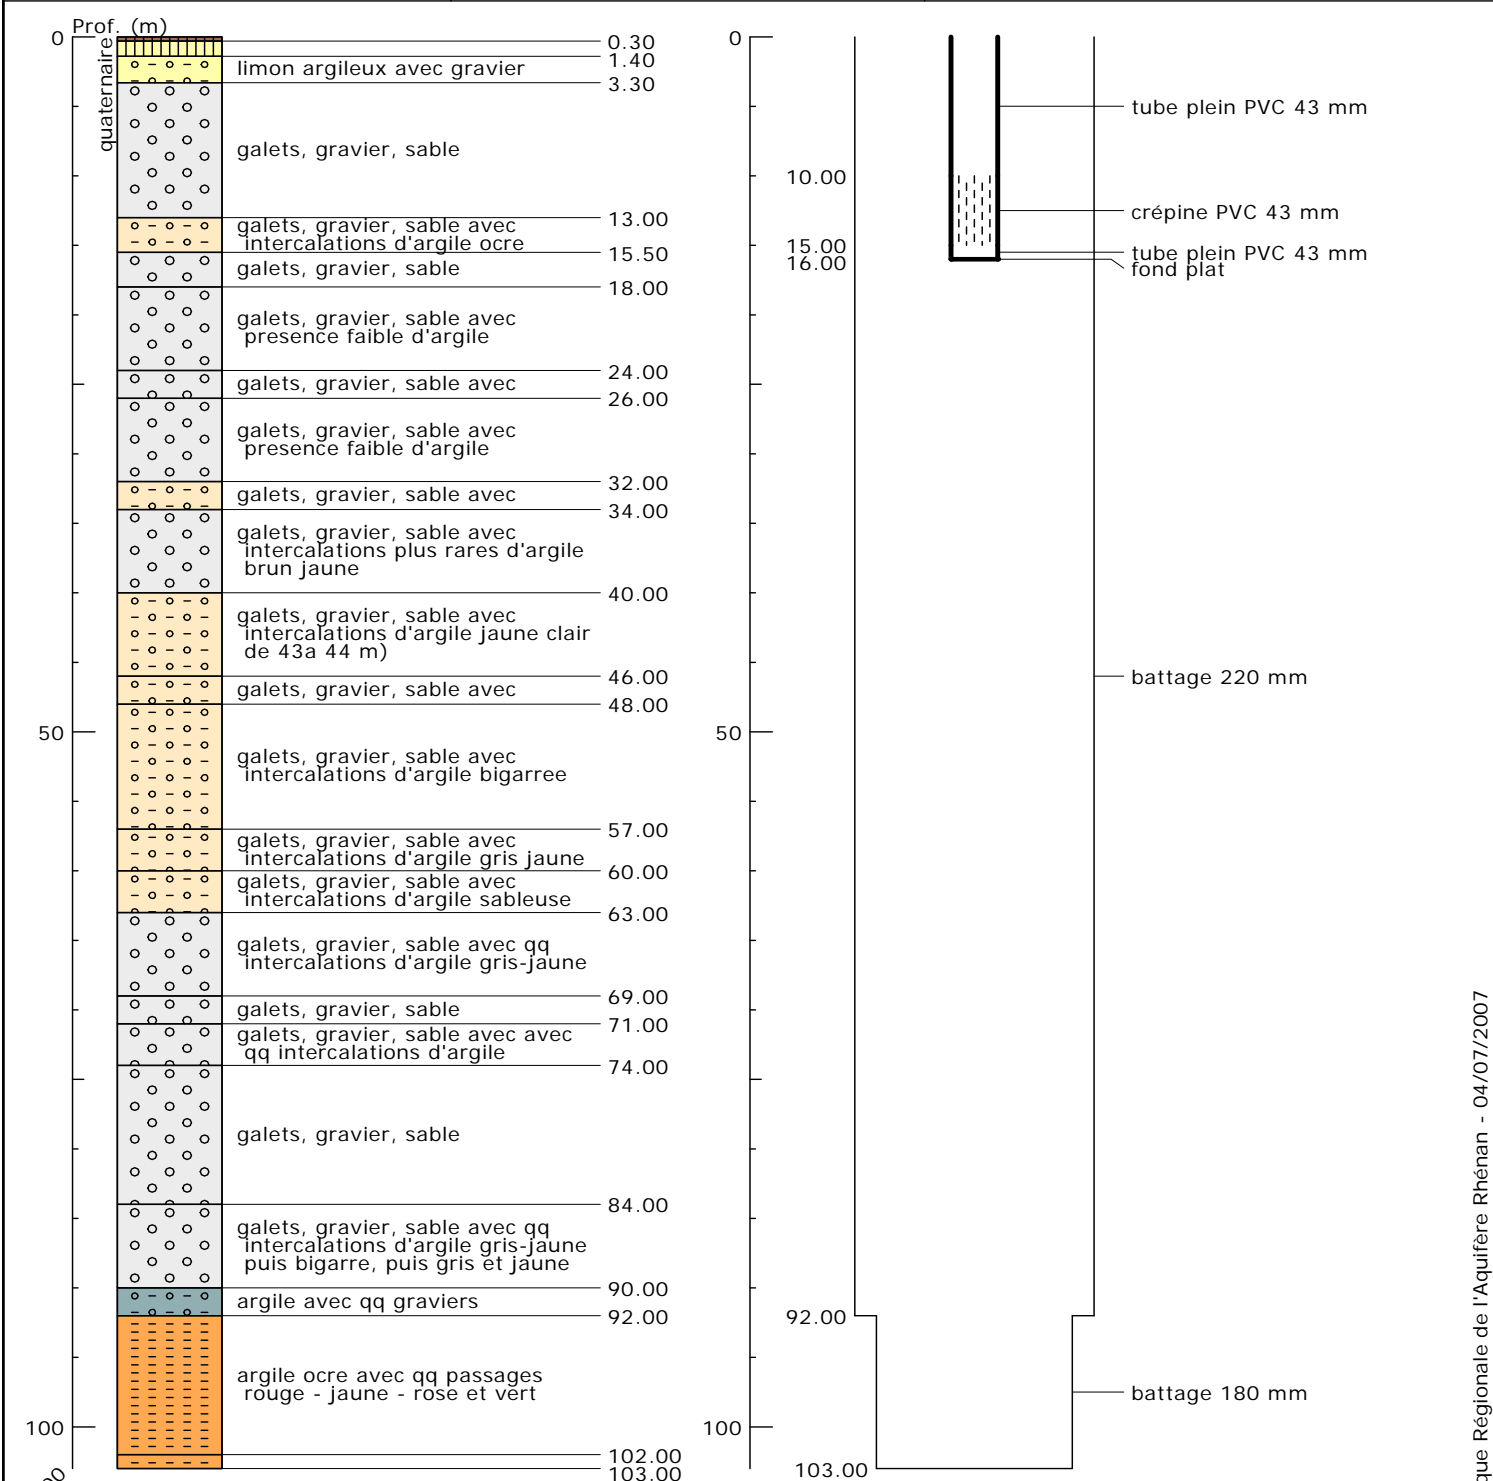 Prof. (m)
0
quaternaire
0.30
1.40
limon argileux avec gravier
3.30
galets, gravier, sable
13.00
galets, gravier, sable avec
intercalations d'argile ocre
15.50
galets, gravier, sable
18.00
galets, gravier, sable avec
presence faible d'argile
24.00
galets, gravier, sable avec
26.00
galets, gravier, sable avec
presence faible d'argile
32.00
galets, gravier, sable avec
34.00
galets, gravier, sable avec
intercalations plus rares d'argile
brun jaune
40.00
galets, gravier, sable avec
intercalations d'argile jaune clair
de 43a 44 m)
46.00
galets, gravier, sable avec
48.00
50
galets, gravier, sable avec
intercalations d'argile bigarree
57.00
galets, gravier, sable avec
intercalations d'argile gris jaune
60.00
galets, gravier, sable avec
intercalations d'argile sableuse
63.00
galets, gravier, sable avec qq
intercalations d'argile gris-jaune
69.00
galets, gravier, sable
71.00
galets, gravier, sable avec avec
qq intercalations d'argile
74.00
galets, gravier, sable
84.00
galets, gravier, sable avec qq
intercalations d'argile gris-jaune
puis bigarre, puis gris et jaune
90.00
argile avec qq graviers
92.00
argile ocre avec qq passages
rouge - jaune - rose et vert
100
102.00
103.00
0
tube plein PVC 43 mm
10.00
crépine PVC 43 mm
15.00
tube plein PVC 43 mm
16.00
fond plat
battage 220 mm
50
92.00
battage 180 mm
100
103.00
que Régionale de l'Aquifère Rhénan - 04/07/2007